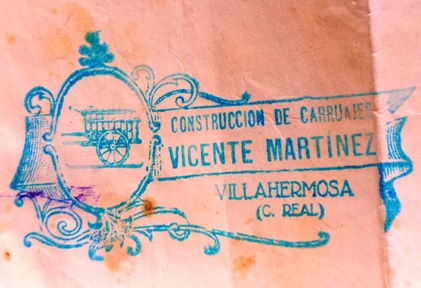 CONSTRUCCION DE CARRUAJES
VICENTE MARTINEZ
VILLAHERMOSA
(C. REAL)